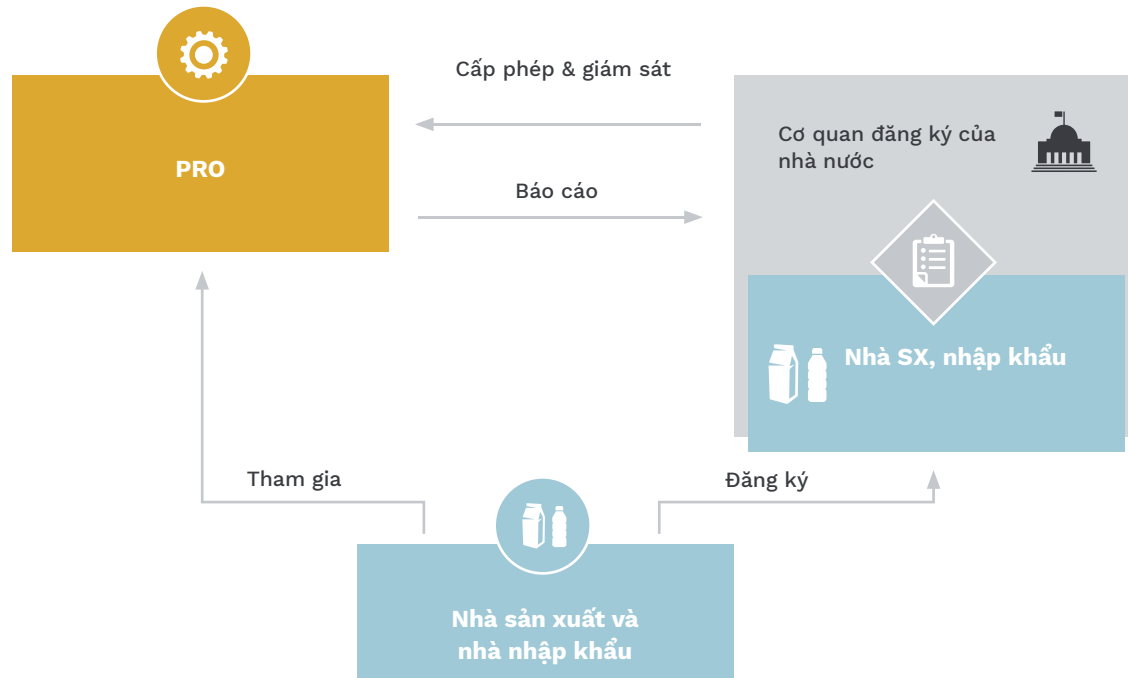 Cấp phép & giám sát
PRO
Báo cáo
Cơ quan đăng ký của
nhà nước
Nhà SX, nhập khẩu
Tham gia
Đăng ký
Nhà sản xuất và
nhà nhập khẩu